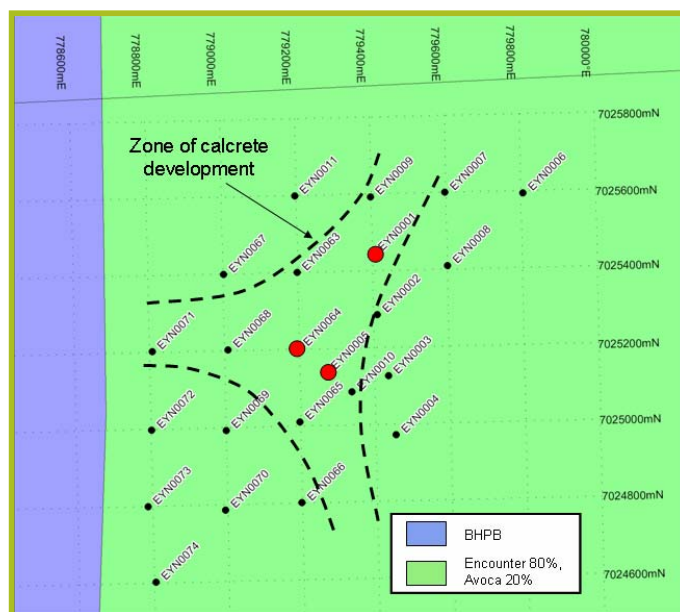 778600mE
778800mE
779000mE
779200mE
779400mE
779600mE
779800mE
780000°E
7025800mN
Zone of calcrete
development
EYN0011
EYN0009
EYN0007
EYN0006
7025600mN
EYN0067
EYN0063
EYN0001
EYN0008
7025400mN
EYN0071
EYN0068
EYN0064
EYN0005
EYN0002
EYN0003
7025200mN
EYN0072
EYN0069
EYN0065
EYN0010
EYN0004
7025000mN
EYN0073
EYN0070
EYN0066
7024800mN
EYN0074
BHPB
Encounter 80%,
Avoca 20%
7024600mN